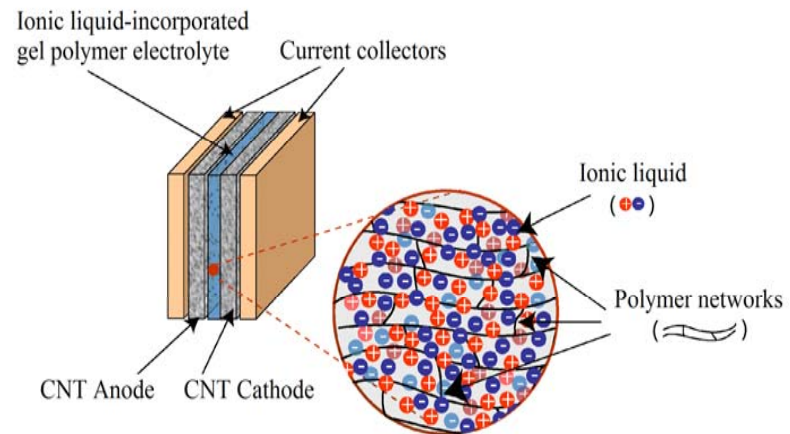 Ionic liquid-incorporated
gel polymer electrolyte
Current collectors
Ionic liquid
( + - )
Polymer networks
( )
CNT Anode
CNT Cathode